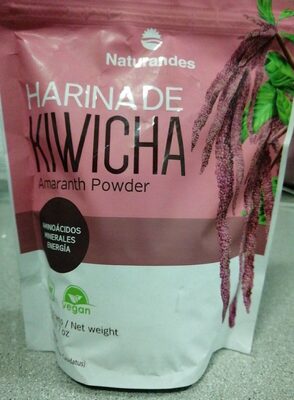 Naturandes
HARINA DE
KIWICHA
Amaranth Powder
AMINOÁCIDOS
MINERALES
ENERGÍA
vegan
/ Net weight
oz